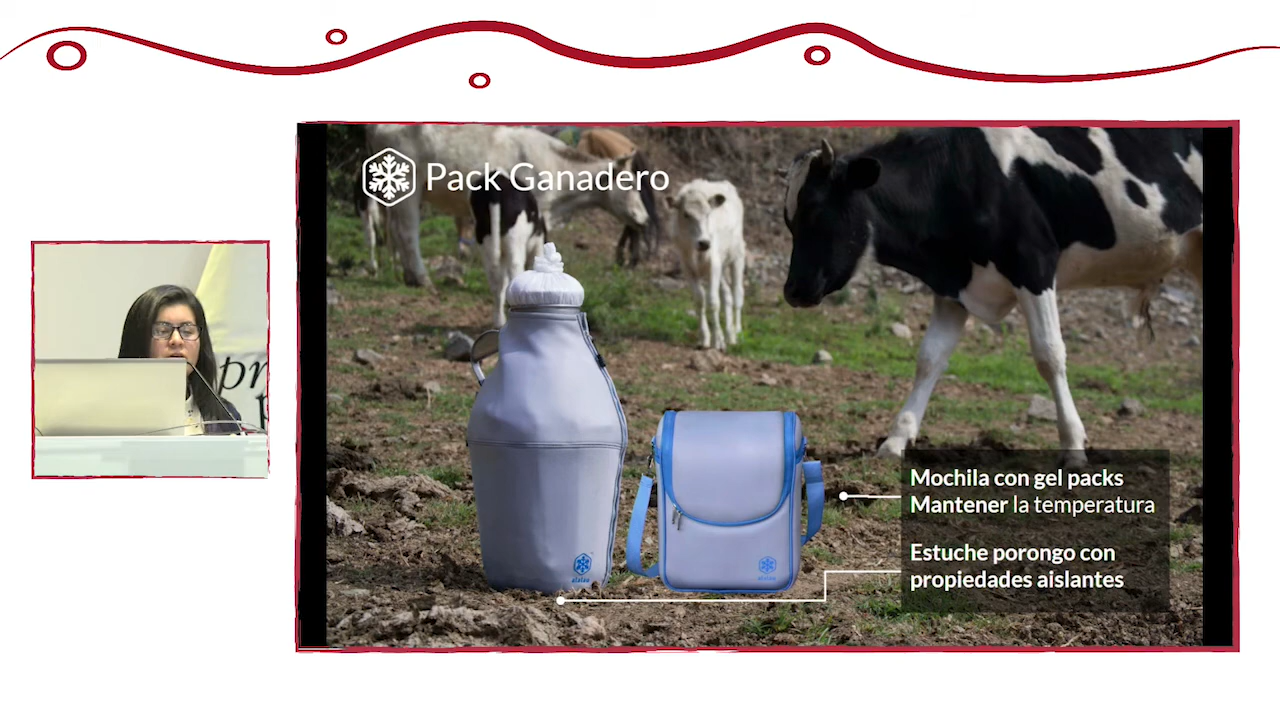 Pack Ganadero
Mochila con gel packs
Mantener la temperatura
Estuche porongo con
propiedades aislantes